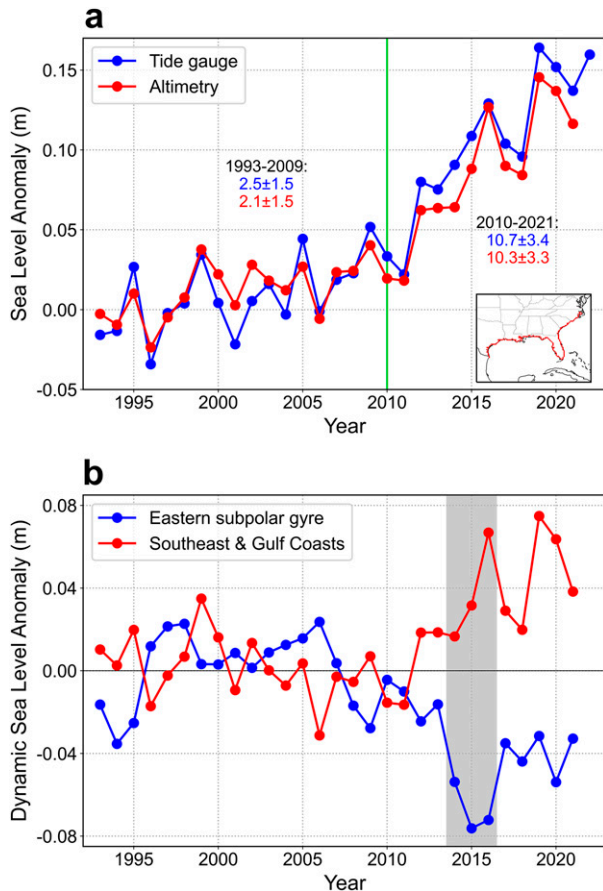 a
Sea Level Anomaly (m)
0.15
0.10
0.05
0.00
-0.05
Tide gauge
Altimetry
1993-2009:
2.5±1.5
2.1±1.5
2010-2021:
10.7±3.4
10.3±3.3
1995 2000 2005 2010 2015 2020
Year
b
Dynamic Sea Level Anomaly (m)
0.08
0.04
0.00
-0.04
-0.08
Eastern subpolar gyre
Southeast & Gulf Coasts
1995 2000 2005 2010 2015 2020
Year